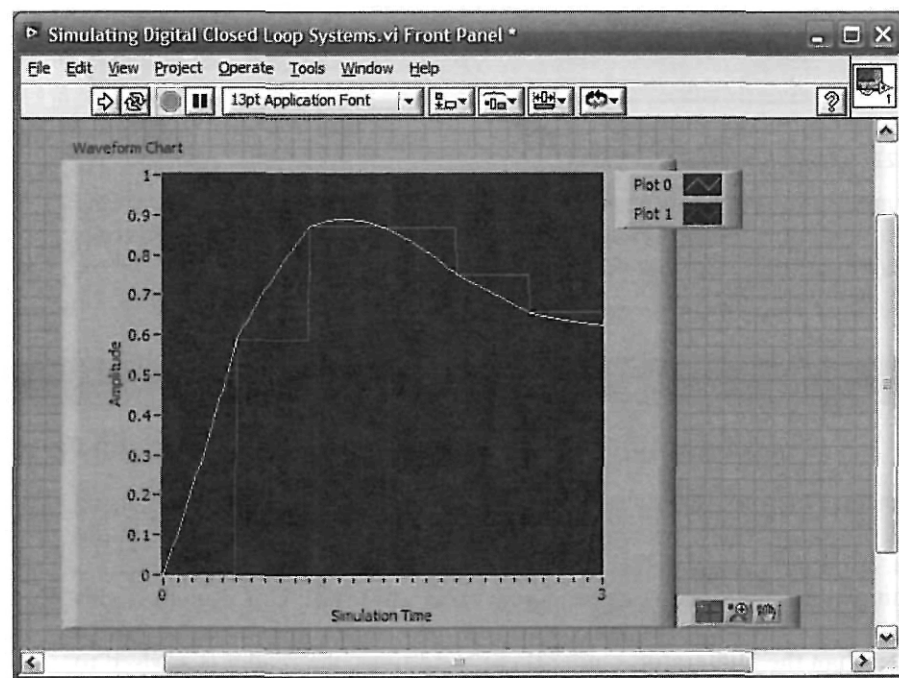 Simulating Digital Closed Loop Systems.vi Front Panel *
File Edit View Project Operate Tools Window Help
13pt Application Font
?
1
Waveform Chart
Plot 0
Plot 1
1
0.9
0.8
0.7
0.6
0.5
0.4
0.3
0.2
0.1
0
Amplitude
0
3
Simulation Time